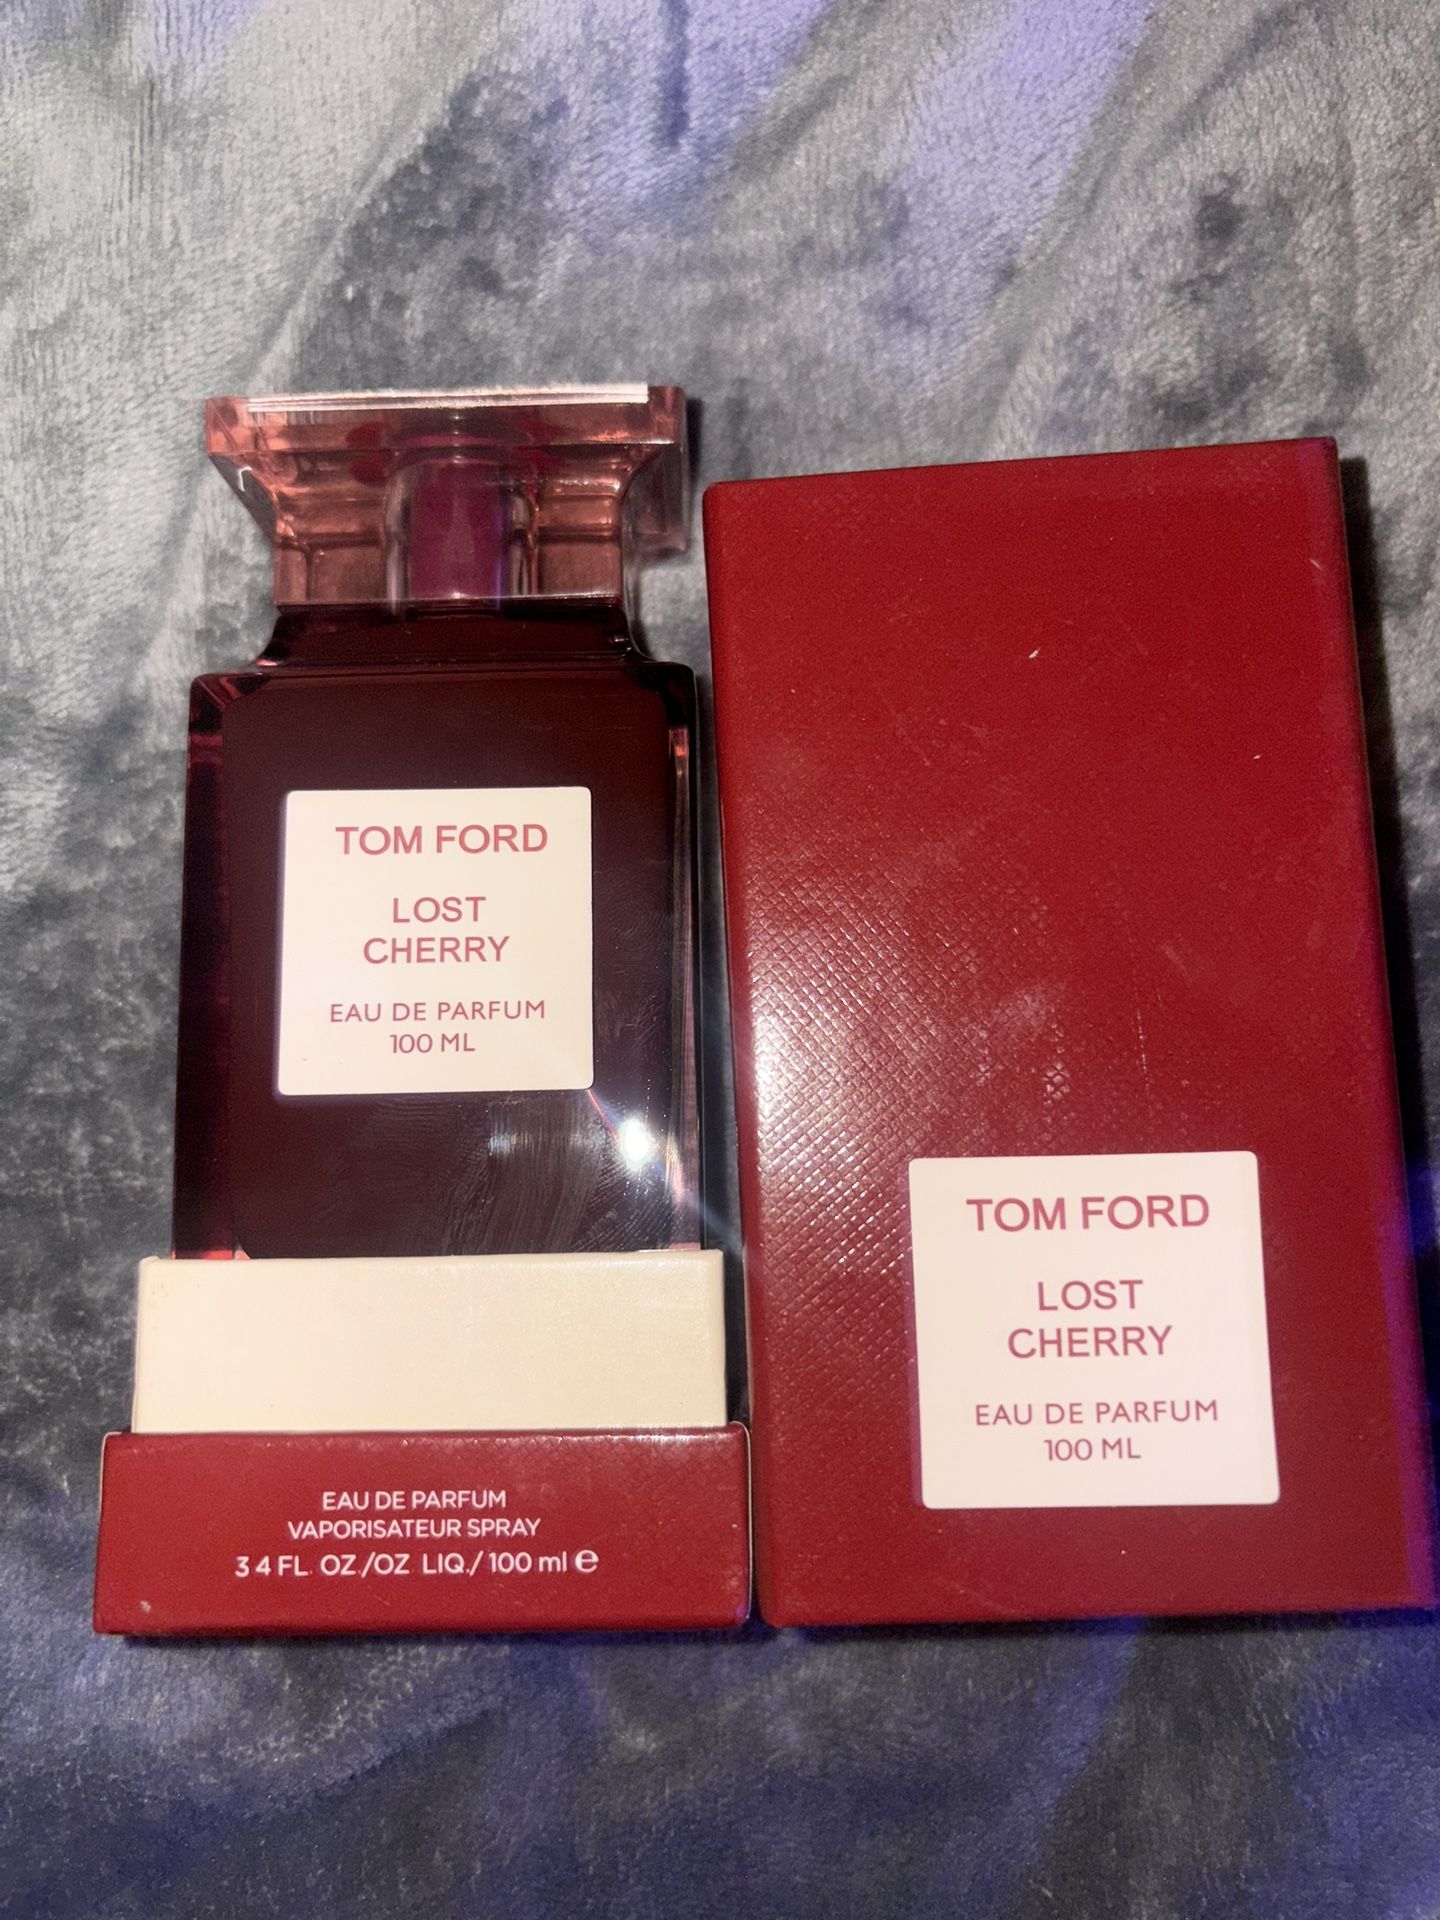 TOM FORD
LOST
CHERRY
EAU DE PARFUM
100 ML
EAU DE PARFUM
VAPORISATEUR SPRAY
3 4 FL. OZ./OZ LIQ./ 100 ml ℮
TOM FORD
LOST
CHERRY
EAU DE PARFUM
100 ML